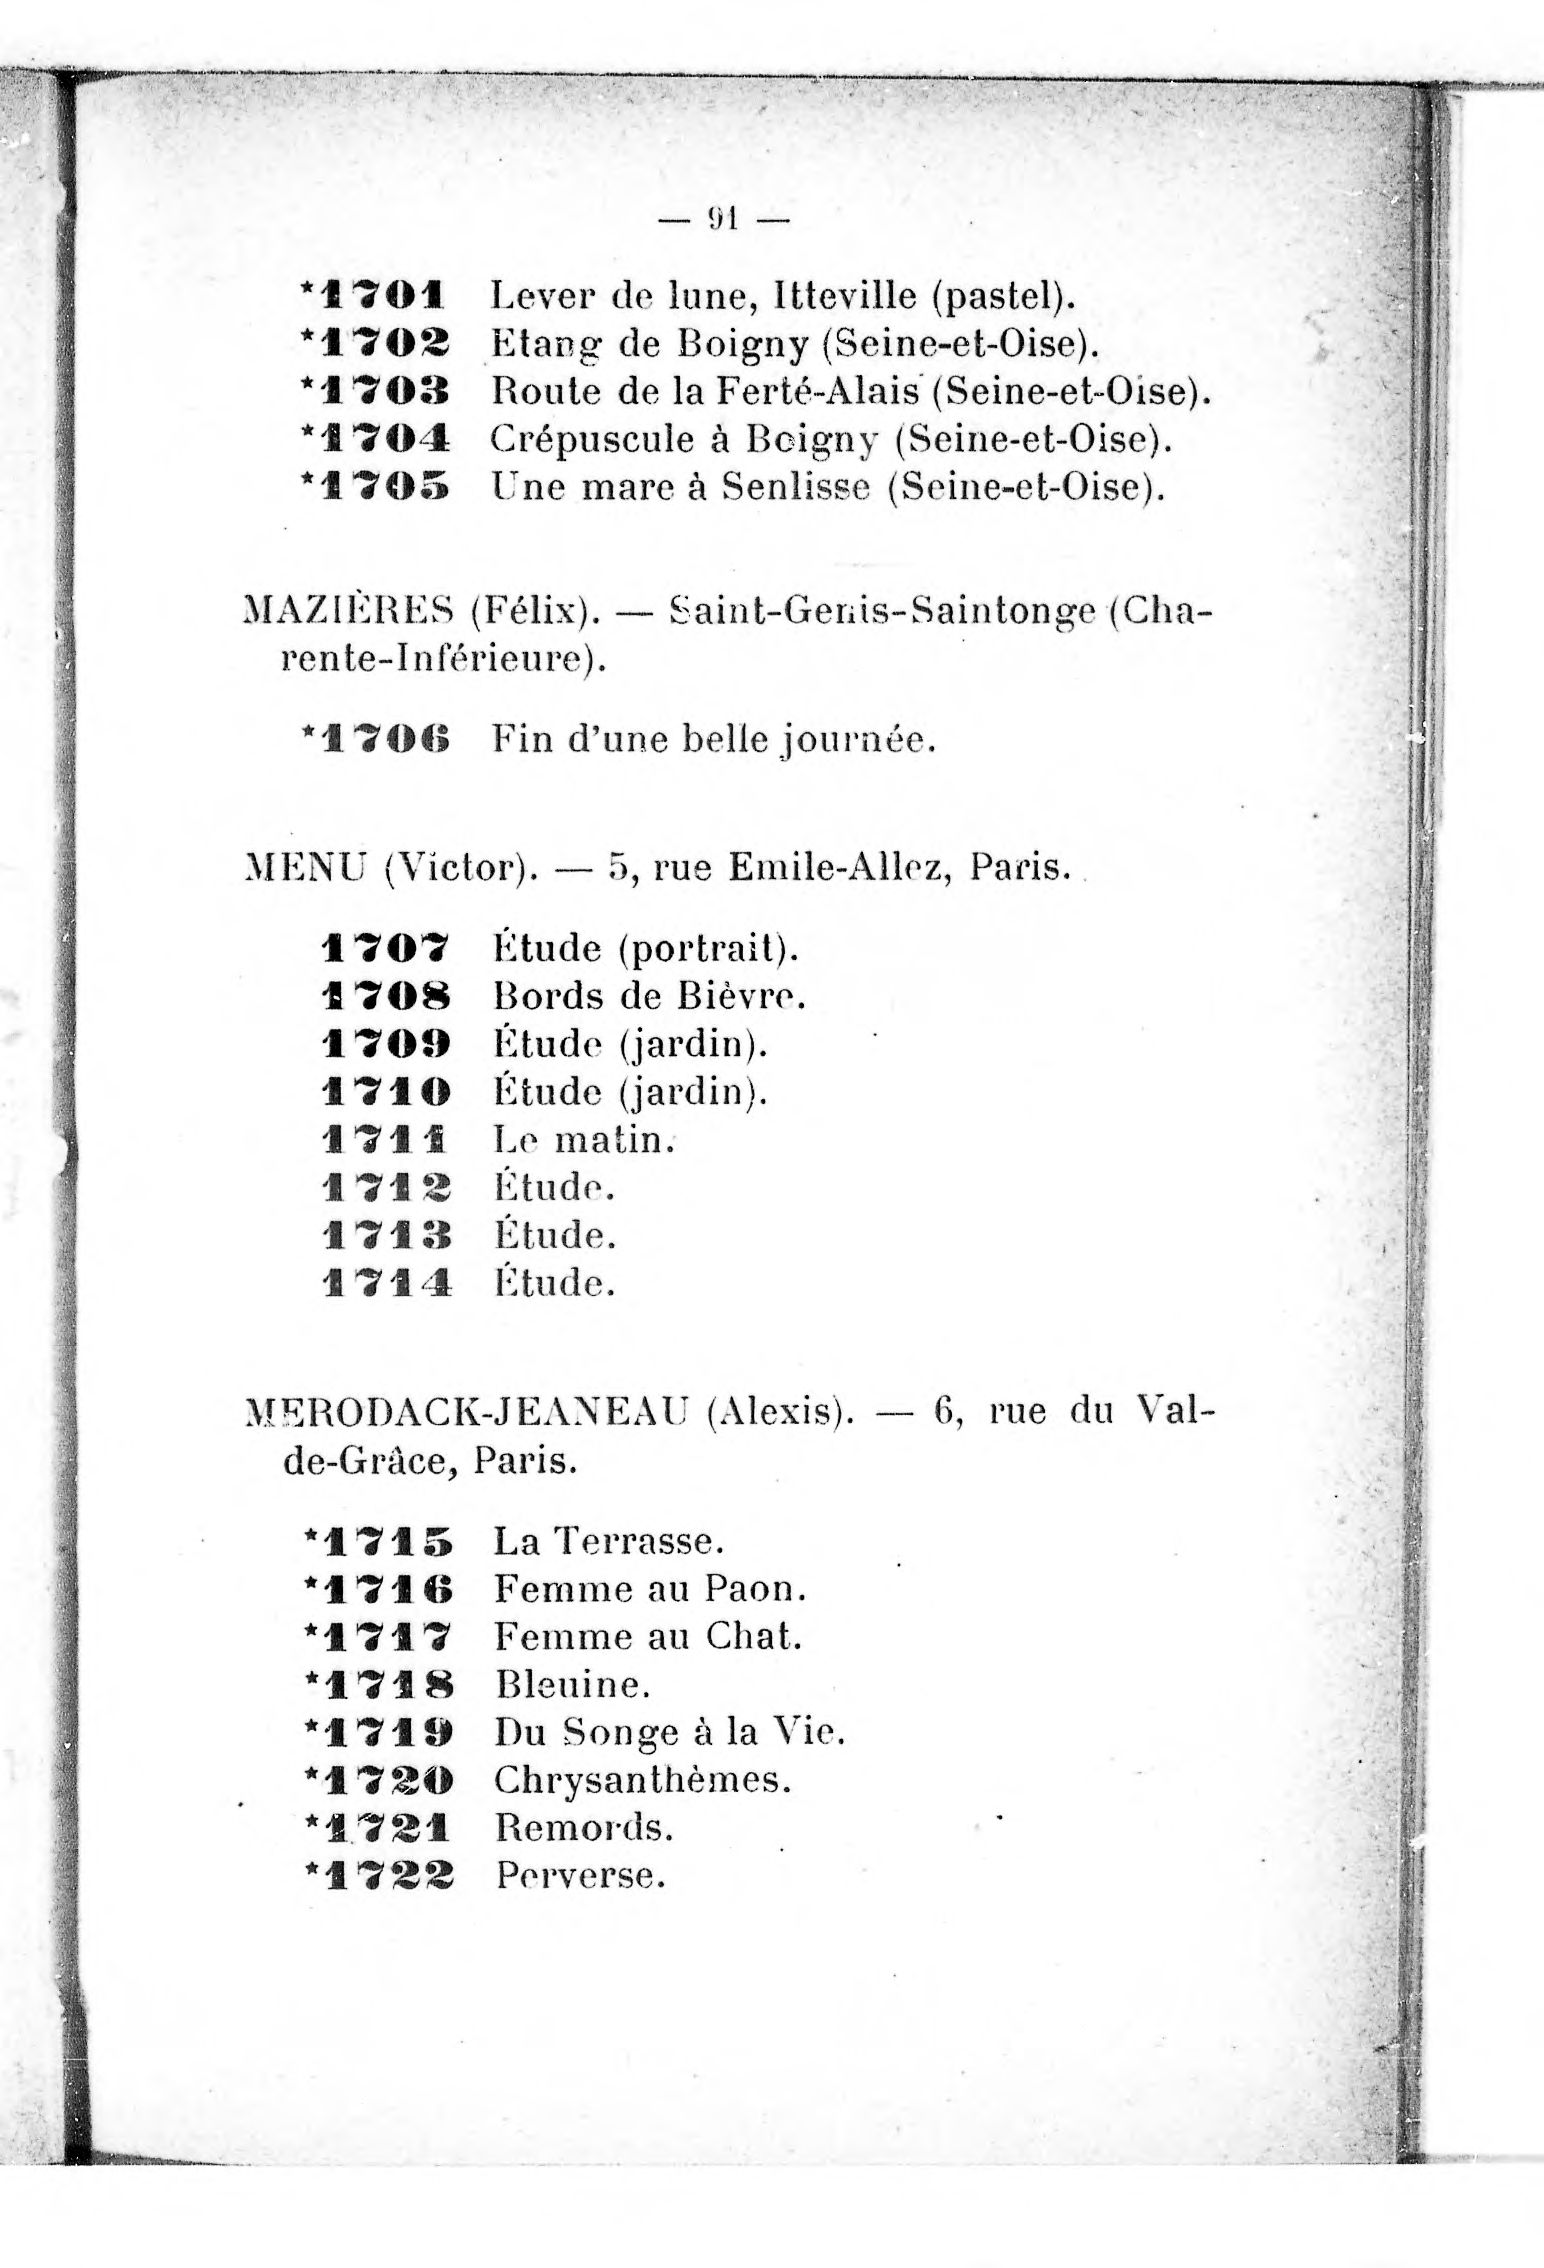 — 91 —
*1701 Lever de lune, Itteville (pastel).
*1702 Etang de Boigny (Seine-et-Oise).
*1703 Route de la Ferté-Alais (Seine-et-Oise).
*1704 Crépuscule à Boigny (Seine-et-Oise).
*1705 Une mare à Senlisse (Seine-et-Oise).
MAZIÈRES (Félix). — Saint-Genis-Saintonge (Cha-
rente-Inférieure).
*1706 Fin d'une belle journée.
MENU (Victor). — 5, rue Emile-Allez, Paris.
1707 Étude (portrait).
1708 Bords de Bièvre.
1709 Étude (jardin).
1710 Étude (jardin).
1711 Le matin.
1712 Étude.
1713 Étude.
1714 Étude.
MERODACK-JEANEAU (Alexis). — 6, rue du Val-
de-Grâce, Paris.
*1715 La Terrasse.
*1716 Femme au Paon.
*1717 Femme au Chat.
*1718 Bleuine.
*1719 Du Songe à la Vie.
*1720 Chrysanthèmes.
*1721 Remords.
*1722 Perverse.